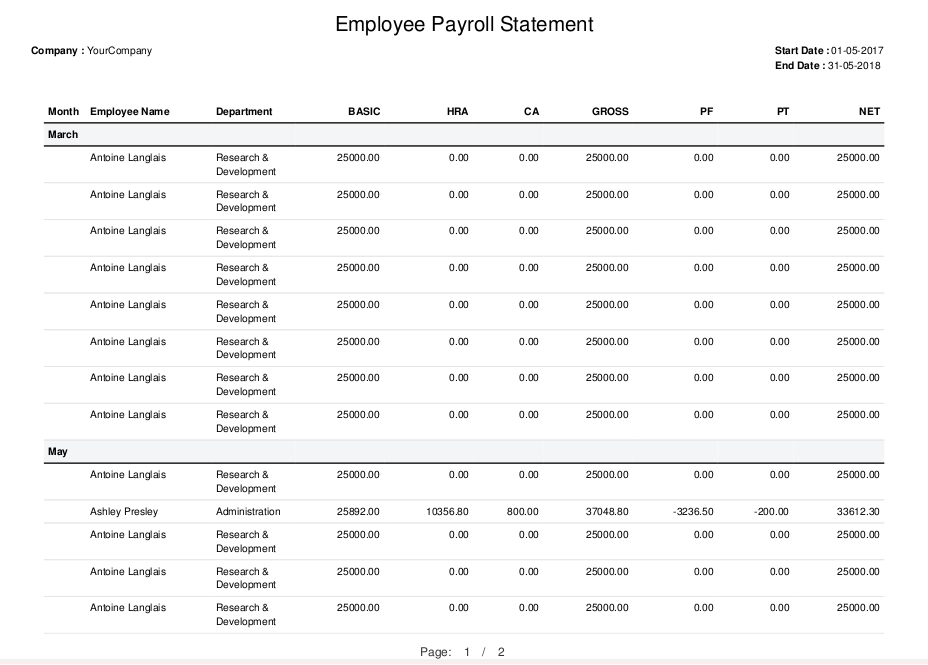 Employee Payroll Statement
Company : YourCompany
Start Date : 01-05-2017
End Date : 31-05-2018
Month Employee Name Department BASIC HRA CA GROSS PF PT NET
March
Antoine Langlais Research & 25000.00 0.00 0.00 25000.00 0.00 0.00 25000.00
Development
Antoine Langlais Research & 25000.00 0.00 0.00 25000.00 0.00 0.00 25000.00
Development
Antoine Langlais Research & 25000.00 0.00 0.00 25000.00 0.00 0.00 25000.00
Development
Antoine Langlais Research & 25000.00 0.00 0.00 25000.00 0.00 0.00 25000.00
Development
Antoine Langlais Research & 25000.00 0.00 0.00 25000.00 0.00 0.00 25000.00
Development
Antoine Langlais Research & 25000.00 0.00 0.00 25000.00 0.00 0.00 25000.00
Development
Antoine Langlais Research & 25000.00 0.00 0.00 25000.00 0.00 0.00 25000.00
Development
Antoine Langlais Research & 25000.00 0.00 0.00 25000.00 0.00 0.00 25000.00
Development
May
Antoine Langlais Research & 25000.00 0.00 0.00 25000.00 0.00 0.00 25000.00
Development
Ashley Presley Administration 25892.00 10356.80 800.00 37048.80 -3236.50 -200.00 33612.30
Antoine Langlais Research & 25000.00 0.00 0.00 25000.00 0.00 0.00 25000.00
Development
Antoine Langlais Research & 25000.00 0.00 0.00 25000.00 0.00 0.00 25000.00
Development
Antoine Langlais Research & 25000.00 0.00 0.00 25000.00 0.00 0.00 25000.00
Development
Page: 1 / 2